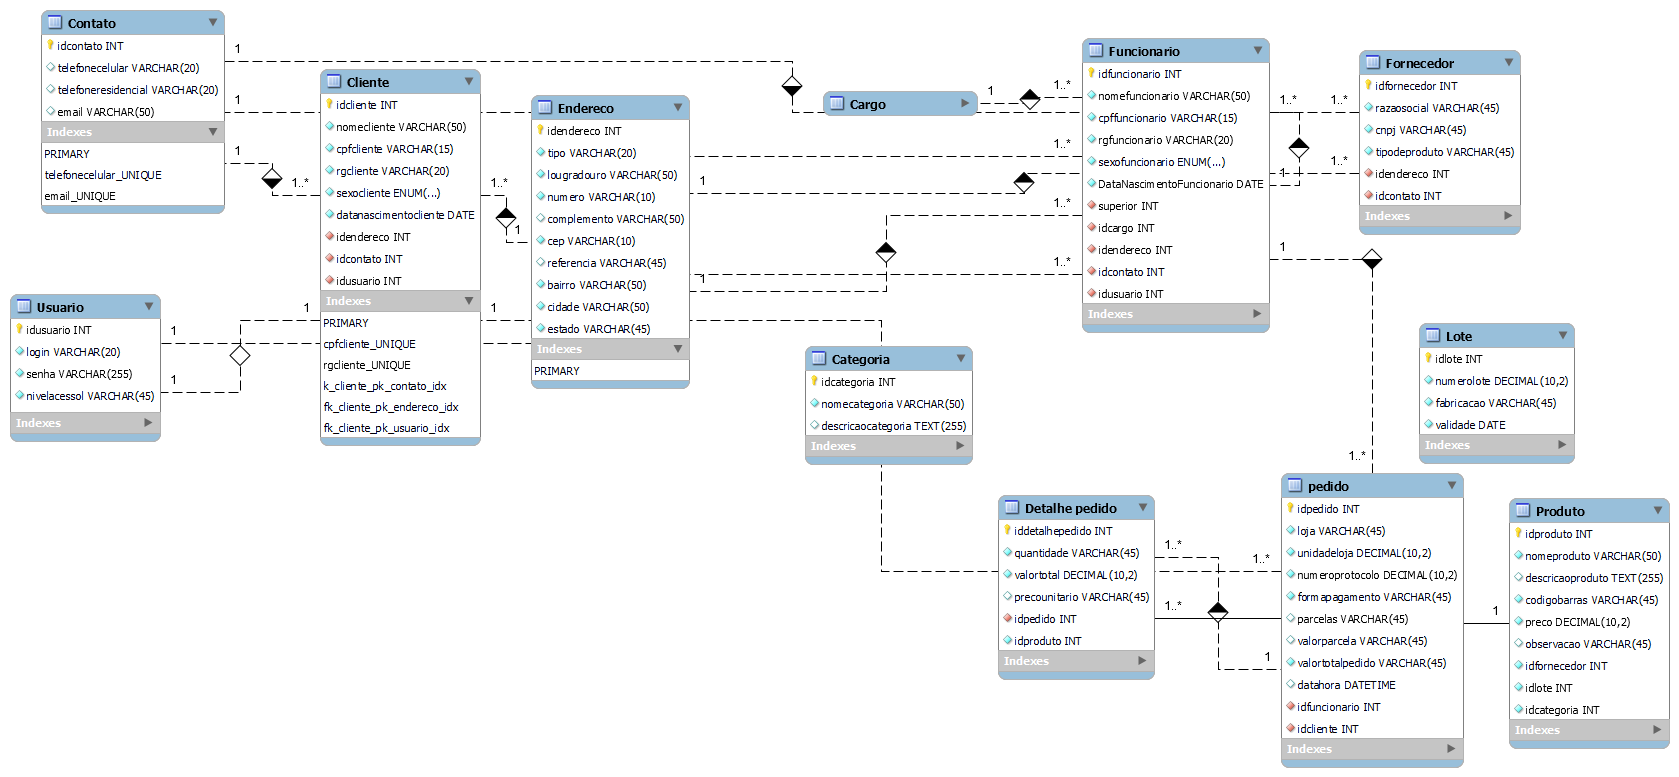 Contato
idcontato INT
telefonecelular VARCHAR(20)
telefoneresidencial VARCHAR(20)
email VARCHAR(50)
Indexes
PRIMARY
telefonecelular_UNIQUE
email_UNIQUE
1
1
1
1..*
Cliente
idcliente INT
nomecliente VARCHAR(50)
cpfcliente VARCHAR(15)
rgcliente VARCHAR(20)
sexocliente ENUM(...)
datanascimentocliente DATE
idendereco INT
idcontato INT
idusuario INT
Indexes
PRIMARY
cpfcliente_UNIQUE
rgcliente_UNIQUE
k_cliente_pk_contato_idx
fk_cliente_pk_endereco_idx
fk_cliente_pk_usuario_idx
1..*
1
1
1
Usuario
idusuario INT
login VARCHAR(20)
senha VARCHAR(255)
nivelacessol VARCHAR(45)
Indexes
1
1
Endereco
idendereco INT
tipo VARCHAR(20)
lougradouro VARCHAR(50)
numero VARCHAR(10)
complemento VARCHAR(50)
cep VARCHAR(10)
referencia VARCHAR(45)
bairro VARCHAR(50)
cidade VARCHAR(50)
estado VARCHAR(45)
Indexes
PRIMARY
1
1
Cargo
1
1..*
1..*
1..*
1..*
Funcionario
idfuncionario INT
nomefuncionario VARCHAR(50)
cpffuncionario VARCHAR(15)
rgfuncionario VARCHAR(20)
sexofuncionario ENUM(...)
DataNascimentoFuncionario DATE
superior INT
idcargo INT
idendereco INT
idcontato INT
idusuario INT
Indexes
1..*
1..*
1
1..*
1
1..*
Fornecedor
idfornecedor INT
razaosocial VARCHAR(45)
cnpj VARCHAR(45)
tipodeproduto VARCHAR(45)
idendereco INT
idcontato INT
Indexes
Categoria
idcategoria INT
nomecategoria VARCHAR(50)
descricaocategoria TEXT(255)
Indexes
Lote
idlote INT
numerolote DECIMAL(10,2)
fabricacao VARCHAR(45)
validade DATE
Indexes
Detalhe pedido
iddetalhepedido INT
quantidade VARCHAR(45)
valortotal DECIMAL(10,2)
precounitario VARCHAR(45)
idpedido INT
idproduto INT
Indexes
1..*
1..*
1..*
1
pedido
idpedido INT
loja VARCHAR(45)
unidadeloja DECIMAL(10,2)
numeroprotocolo DECIMAL(10,2)
formapagamento VARCHAR(45)
parcelas VARCHAR(45)
valorparcela VARCHAR(45)
valortotalpedido VARCHAR(45)
datahora DATETIME
idfuncionario INT
idcliente INT
Indexes
1
Produto
idproduto INT
nomeproduto VARCHAR(50)
descricaoproduto TEXT(255)
codigobarras VARCHAR(45)
preco DECIMAL(10,2)
observacao VARCHAR(45)
idfornecedor INT
idlote INT
idcategoria INT
Indexes